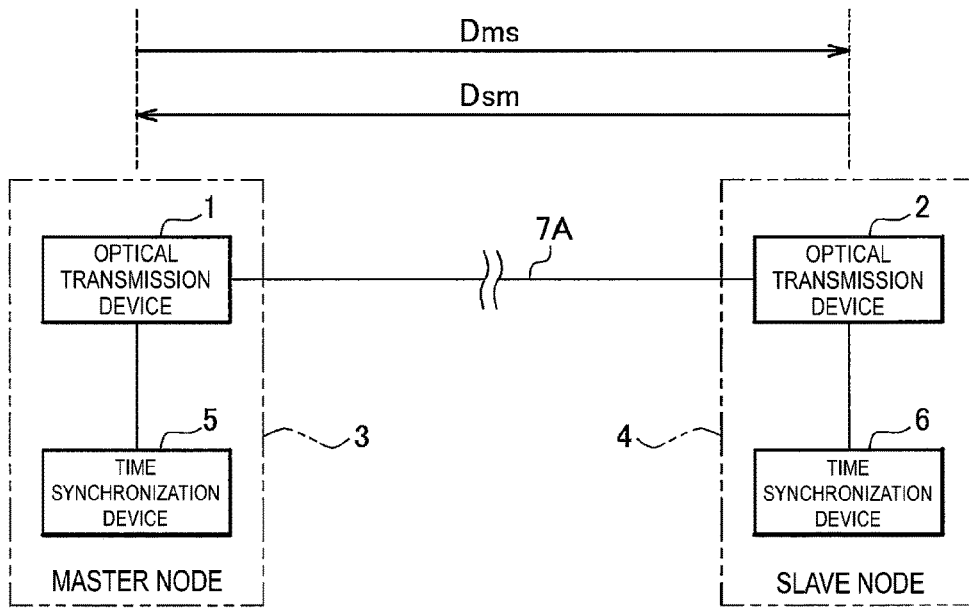 Dms
Dsm
1
OPTICAL
TRANSMISSION
DEVICE
7A
2
OPTICAL
TRANSMISSION
DEVICE
5
TIME
SYNCHRONIZATION
DEVICE
3
4
6
TIME
SYNCHRONIZATION
DEVICE
MASTER NODE
SLAVE NODE